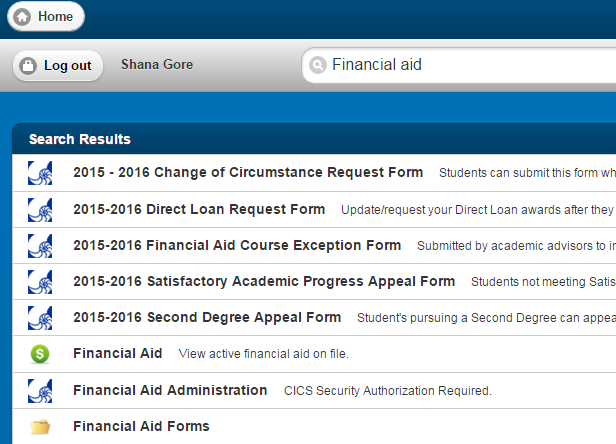 Home
Log out Shana Gore Financial aid
Search Results
2015 - 2016 Change of Circumstance Request Form Students can submit this form wh
2015-2016 Direct Loan Request Form Update/request your Direct Loan awards after they
2015-2016 Financial Aid Course Exception Form Submitted by academic advisors to in
2015-2016 Satisfactory Academic Progress Appeal Form Students not meeting Satis
2015-2016 Second Degree Appeal Form Student's pursuing a Second Degree can appea
$ Financial Aid View active financial aid on file.
Financial Aid Administration CICS Security Authorization Required.
Financial Aid Forms